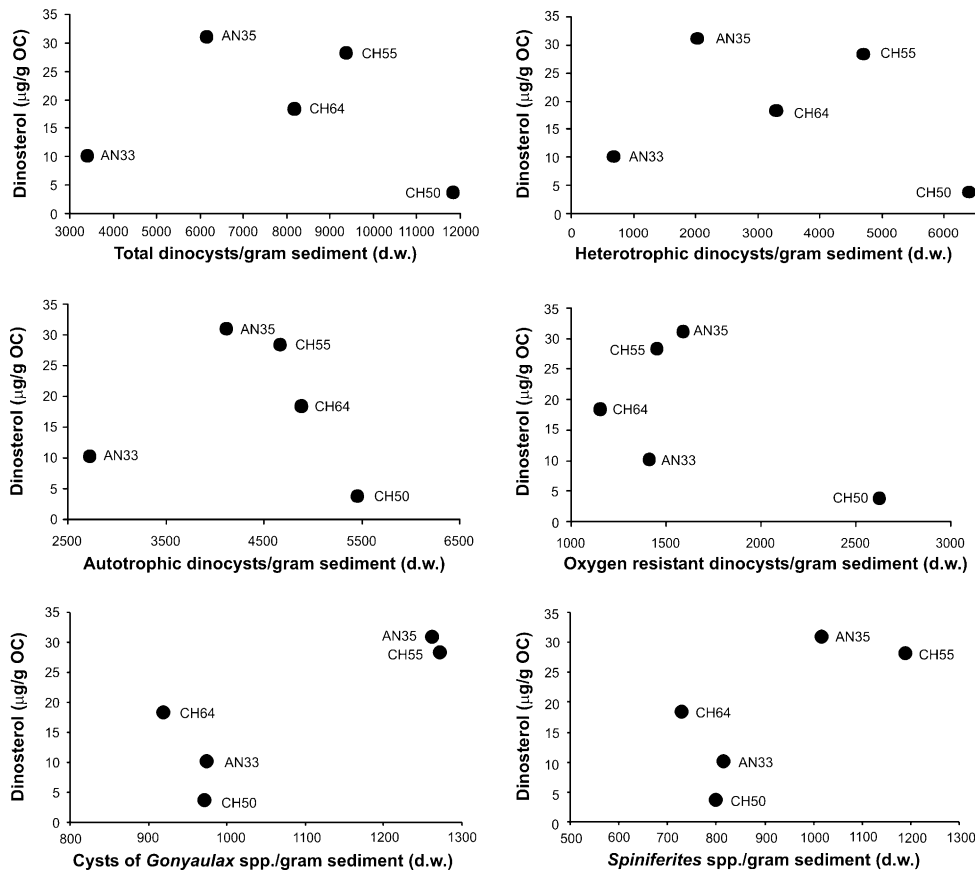 Dinosterol (µg/g OC)
35
30
25
20
15
10
5
0
AN35
CH55
CH64
AN33
CH50
3000 4000 5000 6000 7000 8000 9000 10000 11000 12000
Total dinocysts/gram sediment (d.w.)
Dinosterol (µg/g OC)
35
30
25
20
15
10
5
0
AN35
CH55
CH64
AN33
CH50
0 1000 2000 3000 4000 5000 6000
Heterotrophic dinocysts/gram sediment (d.w.)
Dinosterol (µg/g OC)
35
30
25
20
15
10
5
0
AN35
CH55
CH64
AN33
CH50
2500 3500 4500 5500 6500
Autotrophic dinocysts/gram sediment (d.w.)
Dinosterol (µg/g OC)
35
30
25
20
15
10
5
0
AN35
CH55
CH64
AN33
CH50
1000 1500 2000 2500 3000
Oxygen resistant dinocysts/gram sediment (d.w.)
Dinosterol (µg/g OC)
35
30
25
20
15
10
5
0
AN35
CH55
CH64
AN33
CH50
800 900 1000 1100 1200 1300
Cysts of Gonyaulax spp./gram sediment (d.w.)
Dinosterol (µg/g OC)
35
30
25
20
15
10
5
0
AN35
CH55
CH64
AN33
CH50
500 600 700 800 900 1000 1100 1200 1300
Spiniferites spp./gram sediment (d.w.)